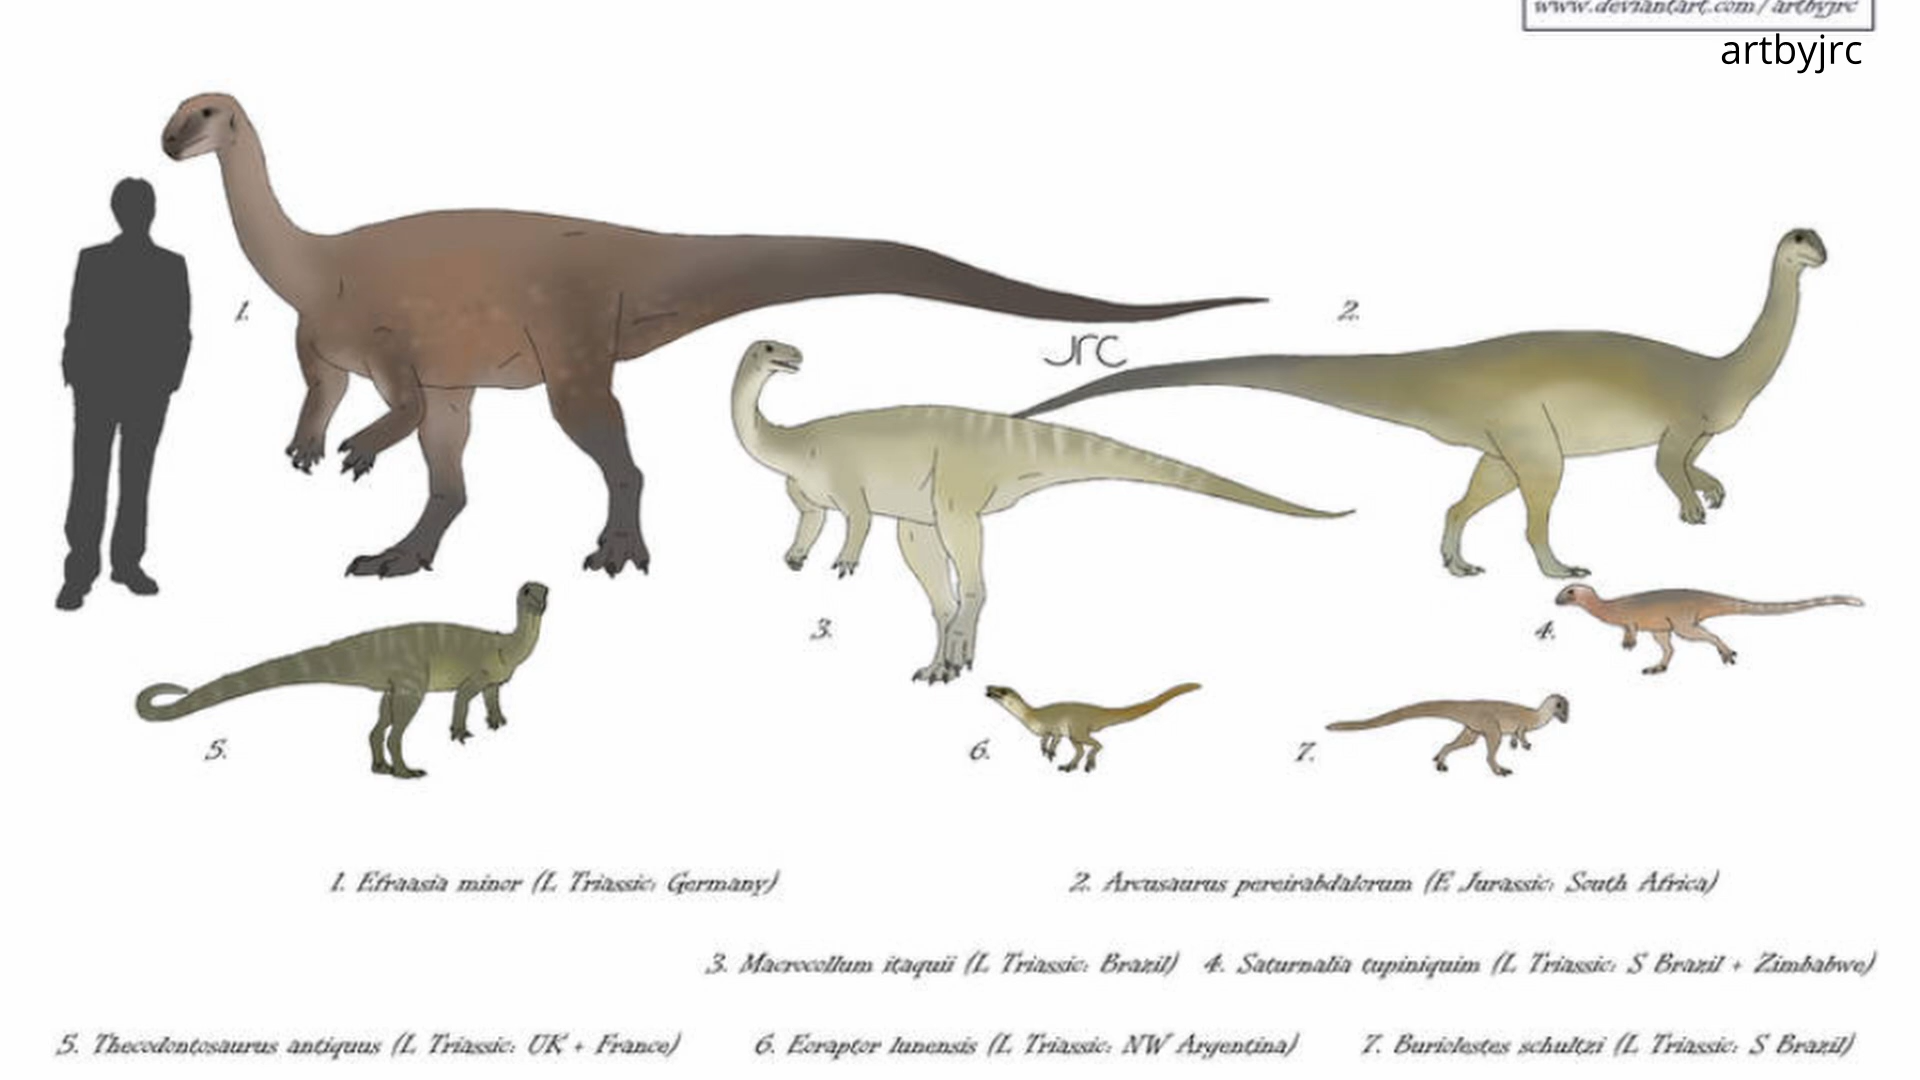 www.deviantart.com/artbyjrc
artbyjrc
1.
2.
JRC
3.
4.
5.
6.
7.
1. Efraasia minor (L Triassic: Germany)
2. Arcusaurus pereirabdalorum (E Jurassic: South Africa)
3. Macrocollum itaquii (L Triassic: Brazil)
4. Saturnalia tupiniquim (L Triassic: S Brazil + Zimbabwe)
5. Thecodontosaurus antiquus (L Triassic: UK + France)
6. Eoraptor lunensis (L Triassic: NW Argentina)
7. Buriolestes schultzi (L Triassic: S Brazil)